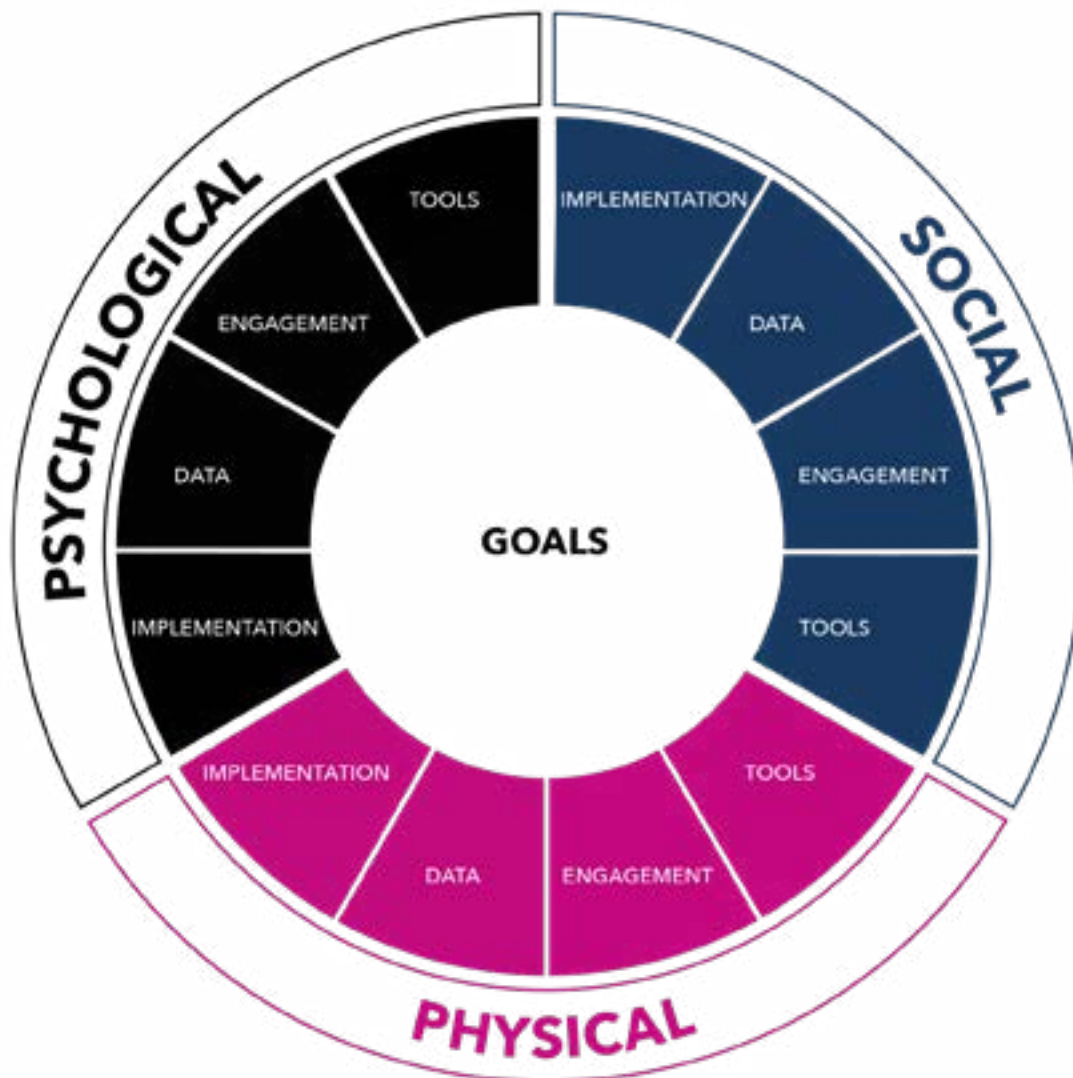 PSYCHOLOGICAL
TOOLS
ENGAGEMENT
DATA
IMPLEMENTATION
SOCIAL
IMPLEMENTATION
DATA
ENGAGEMENT
TOOLS
GOALS
PHYSICAL
IMPLEMENTATION
DATA
ENGAGEMENT
TOOLS